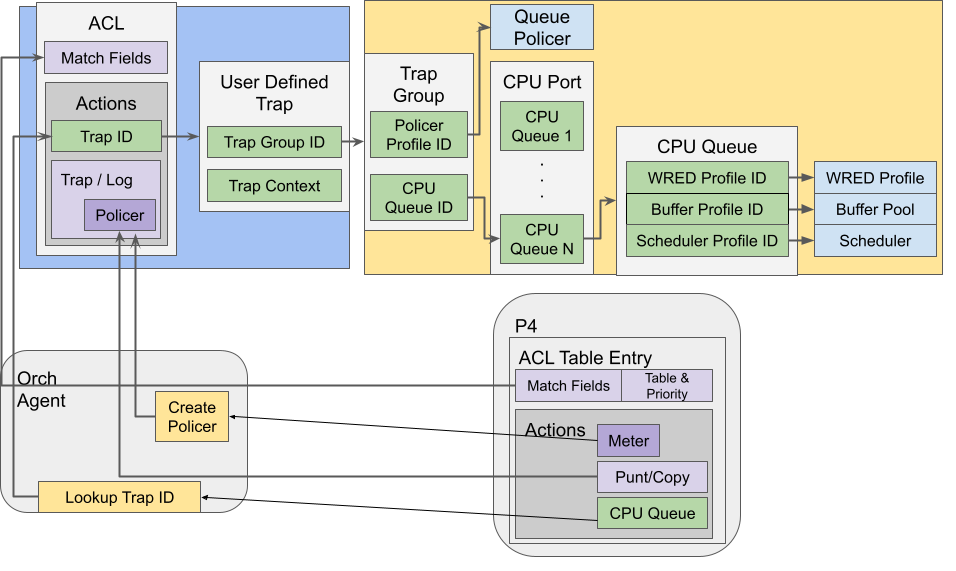 ACL
Match Fields
Actions
Trap ID
Trap / Log
Policer
User Defined
Trap
Trap Group ID
Trap Context
Trap
Group
Policer
Profile ID
CPU
Queue ID
Queue
Policer
CPU Port
CPU
Queue 1
.
.
.
.
CPU
Queue N
CPU Queue
WRED Profile ID
Buffer Profile ID
Scheduler Profile ID
WRED Profile
Buffer Pool
Scheduler
Orch
Agent
Create
Policer
Lookup Trap ID
P4
ACL Table Entry
Match Fields
Table &
Priority
Actions
Meter
Punt/Copy
CPU Queue